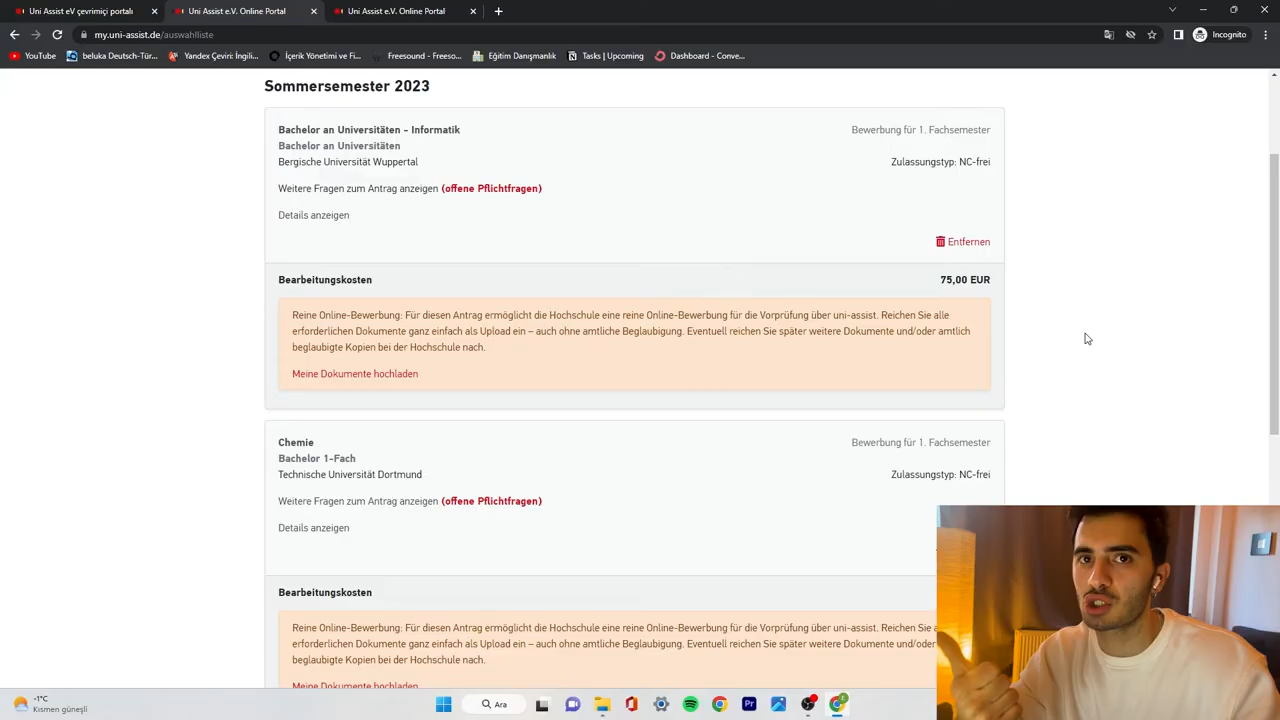 Uni Assist eV çevrimiçi portalı
Uni Assist e.V. Online Portal
Uni Assist e.V. Online Portal
my.uni-assist.de/auswahlliste
Incognito
YouTube
beluka Deutsch-Tür...
Yandex Çeviri: İngili...
İçerik Yönetimi ve Fi...
Freesound - Freeso...
Eğitim Danışmanlık
Tasks | Upcoming
Dashboard - Conve...
Sommersemester 2023
Bachelor an Universitäten - Informatik
Bewerbung für 1. Fachsemester
Bachelor an Universitäten
Bergische Universität Wuppertal
Zulassungstyp: NC-frei
Weitere Fragen zum Antrag anzeigen (offene Pflichtfragen)
Details anzeigen
Entfernen
Bearbeitungskosten
75,00 EUR
Reine Online-Bewerbung: Für diesen Antrag ermöglicht die Hochschule eine reine Online-Bewerbung für die Vorprüfung über uni-assist. Reichen Sie alle
erforderlichen Dokumente ganz einfach als Upload ein – auch ohne amtliche Beglaubigung. Eventuell reichen Sie später weitere Dokumente und/oder amtlich
beglaubigte Kopien bei der Hochschule nach.
Meine Dokumente hochladen
Chemie
Bewerbung für 1. Fachsemester
Bachelor 1-Fach
Technische Universität Dortmund
Zulassungstyp: NC-frei
Weitere Fragen zum Antrag anzeigen (offene Pflichtfragen)
Details anzeigen
Bearbeitungskosten
Reine Online-Bewerbung: Für diesen Antrag ermöglicht die Hochschule eine reine Online-Bewerbung für die Vorprüfung über uni-assist. Reichen Sie a
erforderlichen Dokumente ganz einfach als Upload ein – auch ohne amtliche Beglaubigung. Eventuell reichen Sie später weitere Dokumente und/oder
beglaubigte Kopien bei der Hochschule nach.
Meine Dokumente hochladen
-1°C
Kısmen güneşli
Ara